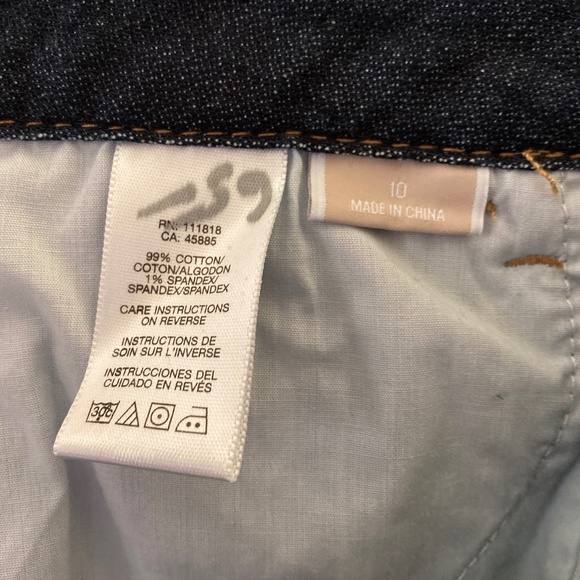 -59
RN: 111818
CA: 45885
99% COTTON/
COTON/ALGODON
1% SPANDEX/
SPANDEX/SPANDEX
CARE INSTRUCTIONS
ON REVERSE
INSTRUCTIONS DE
SOIN SUR L'INVERSE
INSTRUCCIONES DEL
CUIDADO EN REVÉS
30C
10
MADE IN CHINA